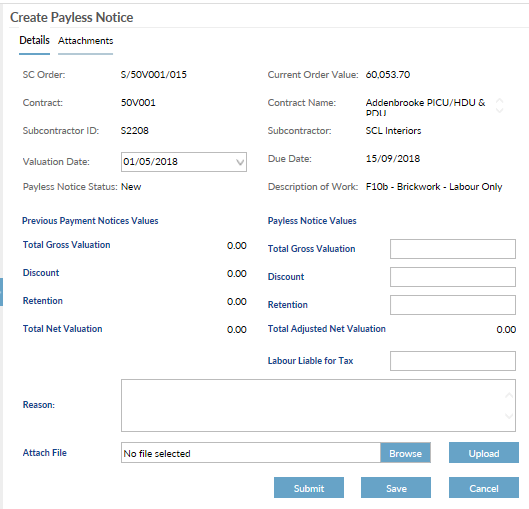 Create Payless Notice
Details Attachments
SC Order: S/50V001/015 Current Order Value: 60,053.70
Contract: 50V001 Contract Name: Addenbrooke PICU/HDU &
PDU
Subcontractor ID: S2208 Subcontractor: SCL Interiors
Valuation Date: 01/05/2018 Due Date: 15/09/2018
Payless Notice Status: New Description of Work: F10b - Brickwork - Labour Only
Previous Payment Notices Values Payless Notice Values
Total Gross Valuation 0.00 Total Gross Valuation
Discount 0.00 Discount
Retention 0.00 Retention
Total Net Valuation 0.00 Total Adjusted Net Valuation 0.00
Labour Liable for Tax
Reason:
Attach File No file selected Browse Upload
Submit Save Cancel